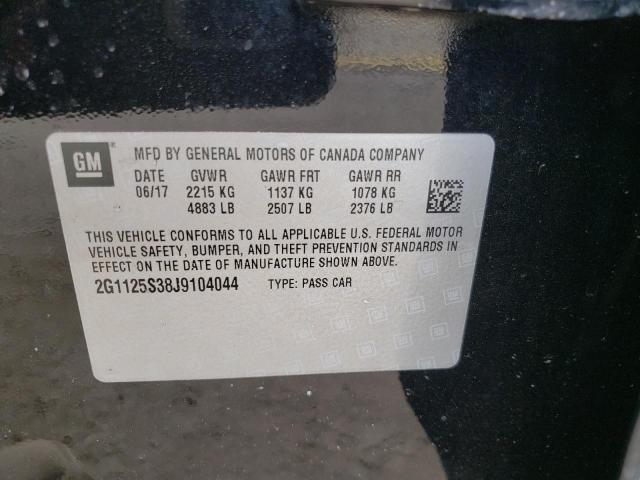 GM
MFD BY GENERAL MOTORS OF CANADA COMPANY
DATE GVWR GAWR FRT GAWR RR
06/17 2215 KG 1137 KG 1078 KG
4883 LB 2507 LB 2376 LB
THIS VEHICLE CONFORMS TO ALL APPLICABLE U.S. FEDERAL MOTOR
VEHICLE SAFETY, BUMPER, AND THEFT PREVENTION STANDARDS IN
EFFECT ON THE DATE OF MANUFACTURE SHOWN ABOVE.
2G1125S38J9104044 TYPE: PASS CAR